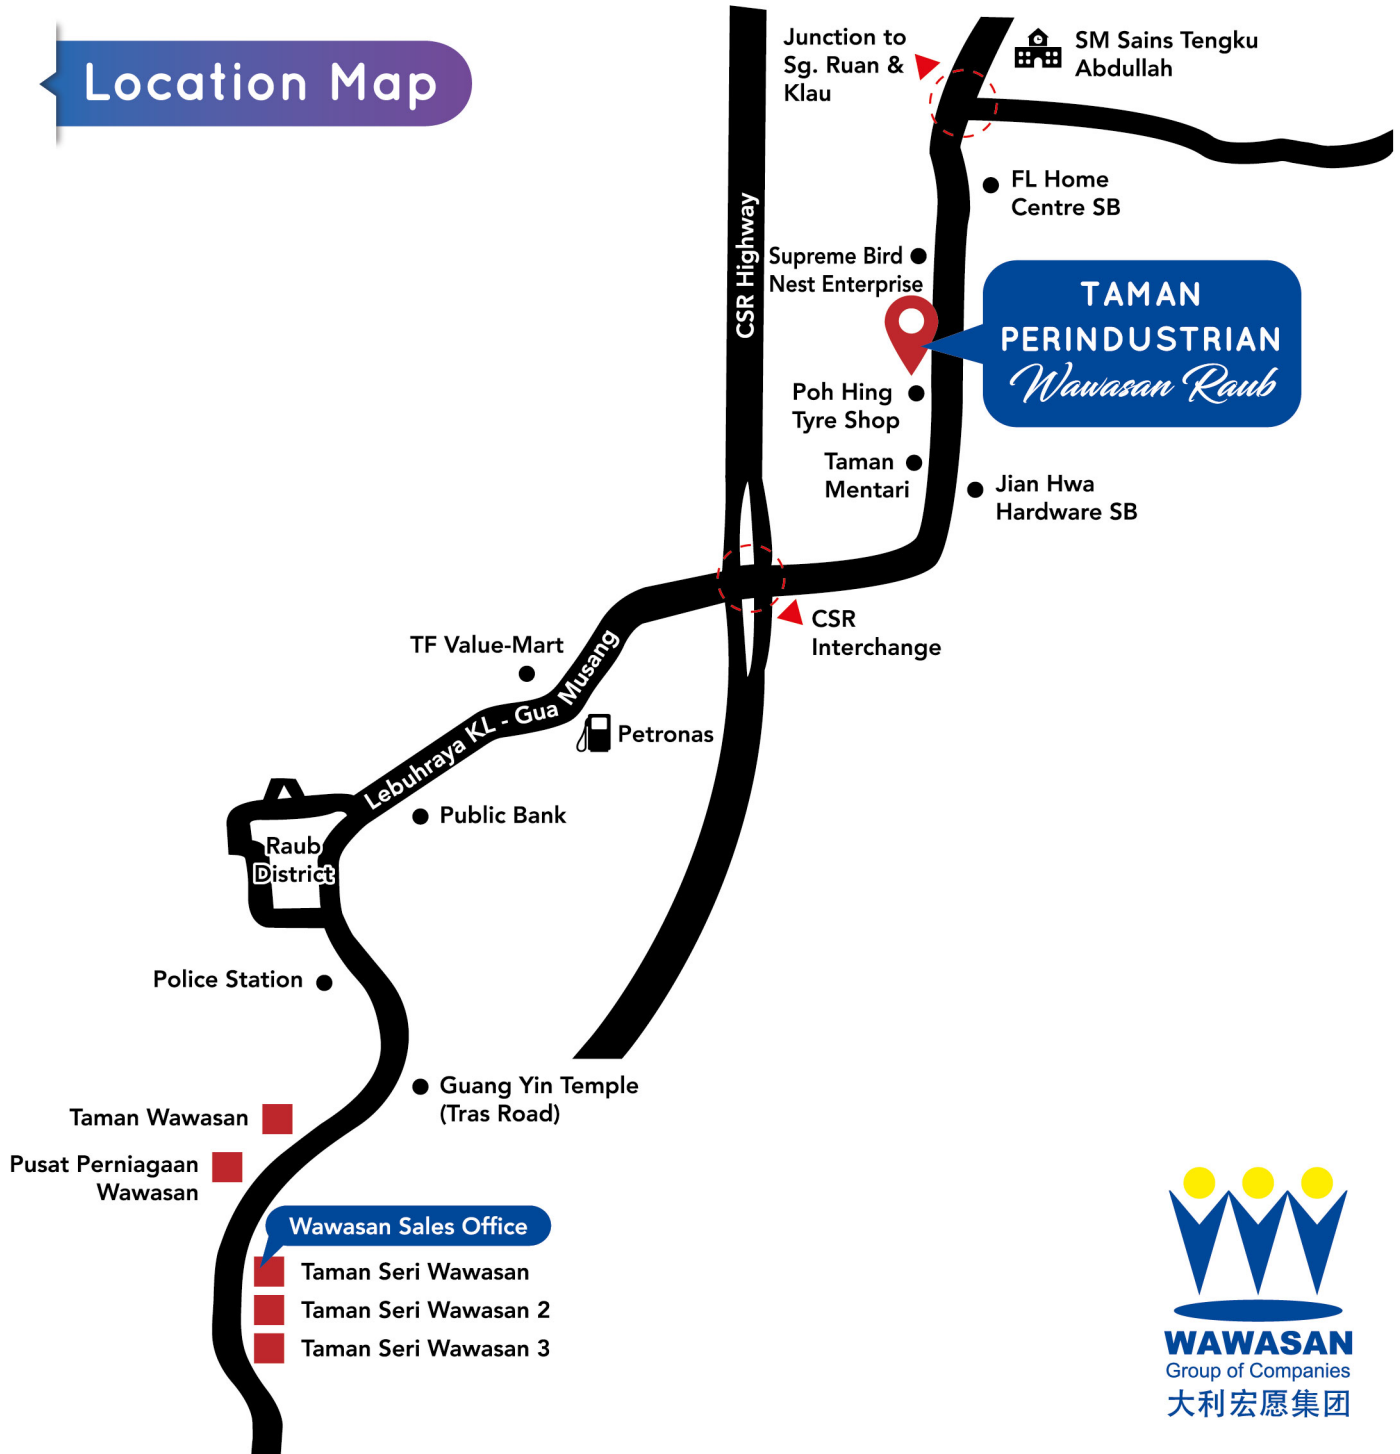 Location Map
Junction to
Sg. Ruan &
Klau
SM Sains Tengku
Abdullah
FL Home
Centre SB
CSR Highway
Supreme Bird
Nest Enterprise
TAMAN
PERINDUSTRIAN
Wawasan Raub
Poh Hing
Tyre Shop
Taman
Mentari
Jian Hwa
Hardware SB
CSR
Interchange
TF Value-Mart
Lebuhraya KL - Gua Musang
Petronas
Public Bank
Raub
District
Police Station
Guang Yin Temple
(Tras Road)
Taman Wawasan
Pusat Perniagaan
Wawasan
Wawasan Sales Office
Taman Seri Wawasan
Taman Seri Wawasan 2
Taman Seri Wawasan 3
WAWASAN
Group of Companies
大利宏愿集团